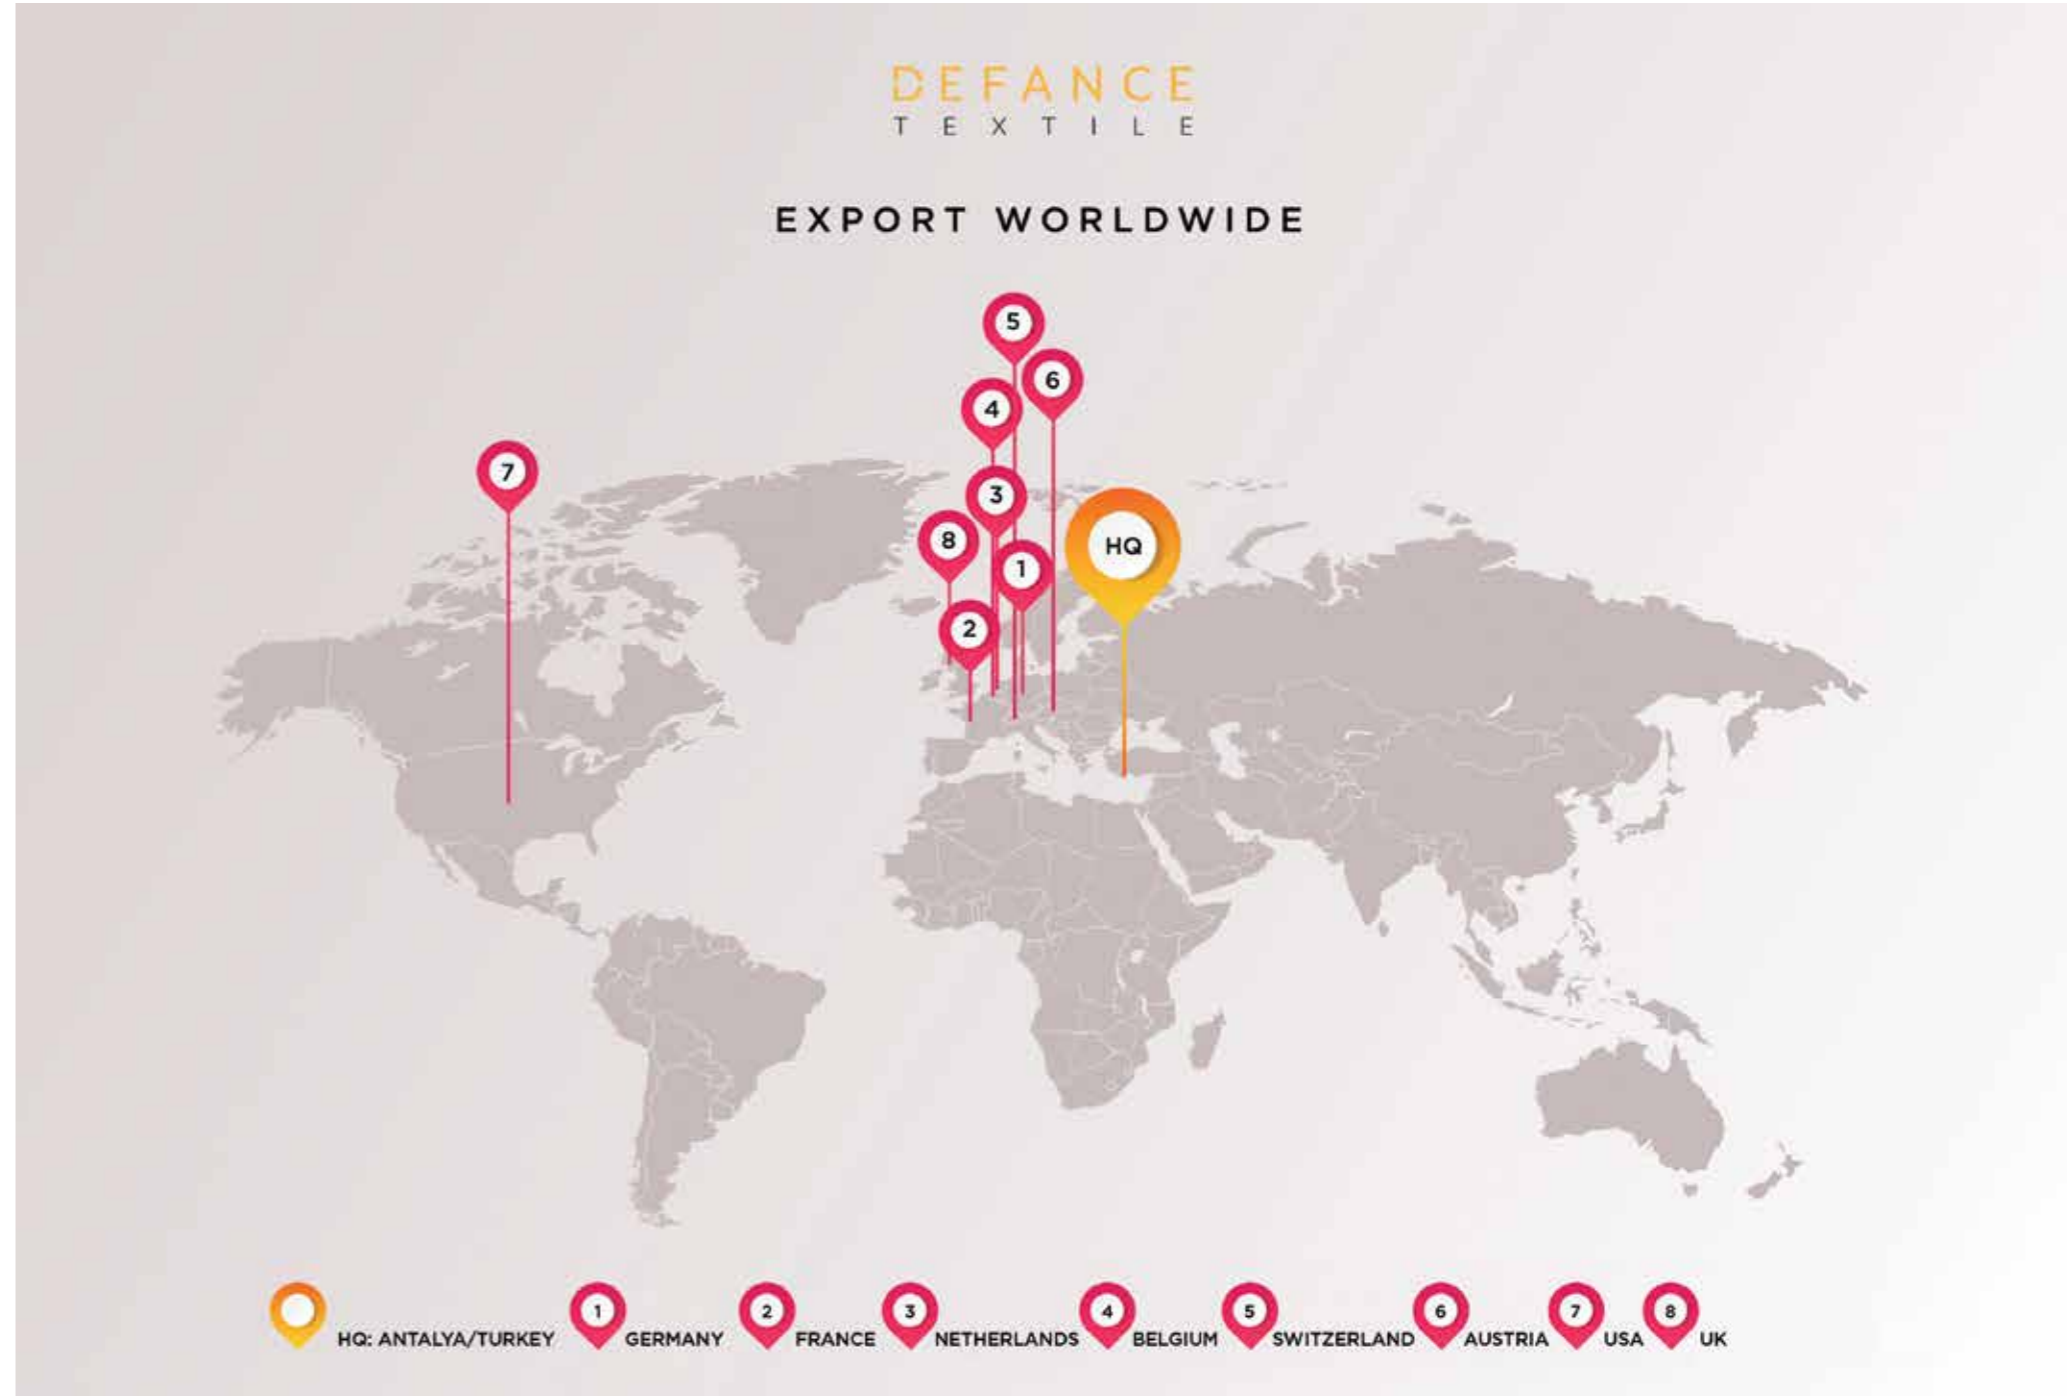 DEFANCE
TEXTILE
EXPORT WORLDWIDE
5
6
4
7
3
8
HQ
1
2
HQ: ANTALYA/TURKEY
1 GERMANY
2 FRANCE
3 NETHERLANDS
4 BELGIUM
5 SWITZERLAND
6 AUSTRIA
7 USA
8 UK